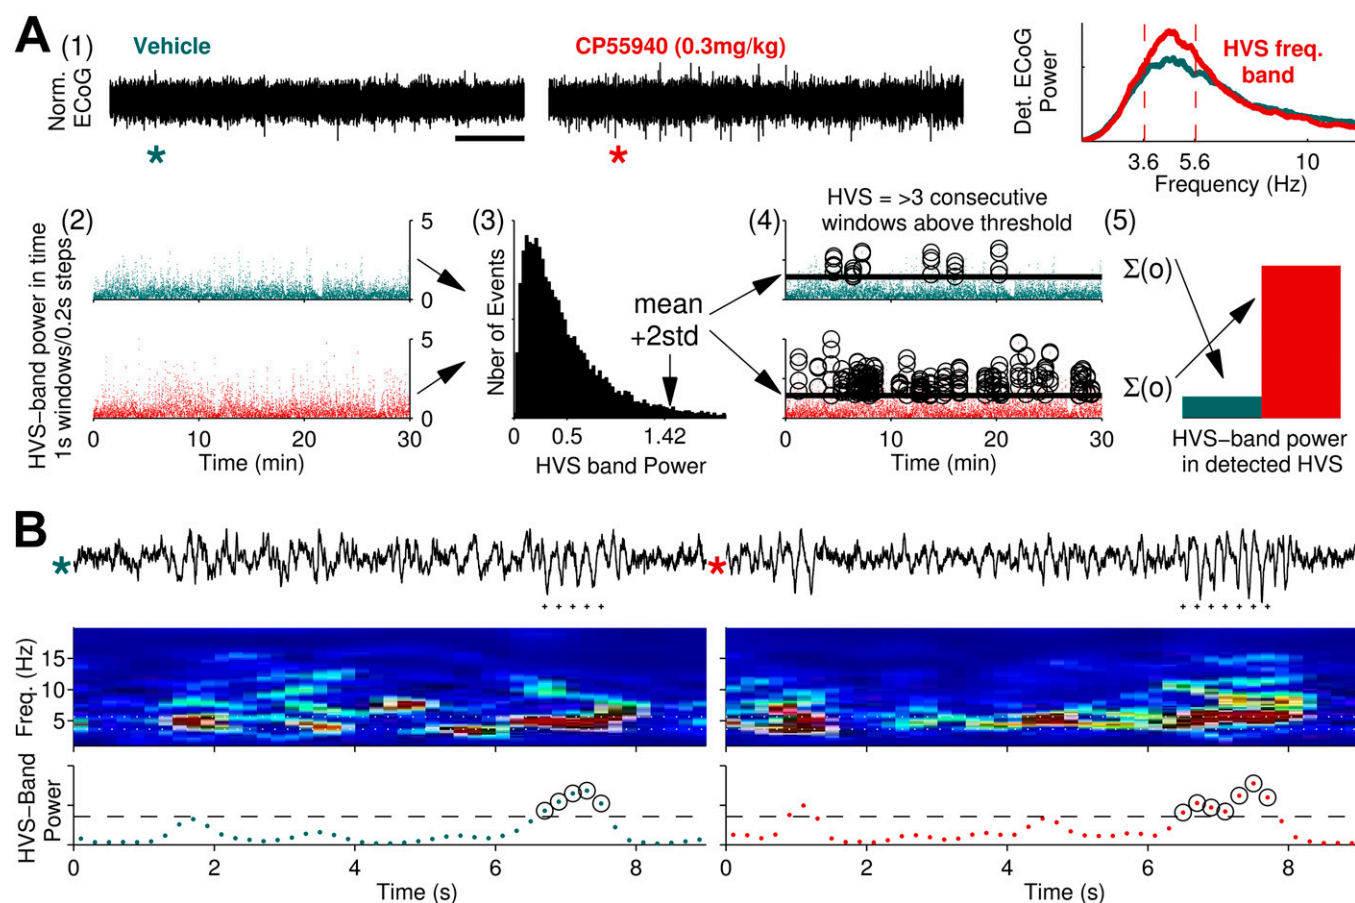 A
(1)
Vehicle
CP55940 (0.3mg/kg)
Norm.
ECoG
*
*
Det. ECoG
Power
HVS freq.
band
3.6 5.6 10
Frequency (Hz)
(2)
HVS-band power in time
1s windows/0.2s steps
5
0
5
0
0 10 20 30
Time (min)
(3)
Nber of Events
0 0.5 1.42
HVS band Power
mean
+2std
(4)
HVS = >3 consecutive
windows above threshold
0 10 20 30
Time (min)
(5)
Σ(o)
Σ(o)
HVS-band power
in detected HVS
B
*
*
+ + + + +
+ + + + + + +
Freq. (Hz)
15
10
5
HVS-Band
Power
0 2 4 6 8
Time (s)
0 2 4 6 8
Time (s)